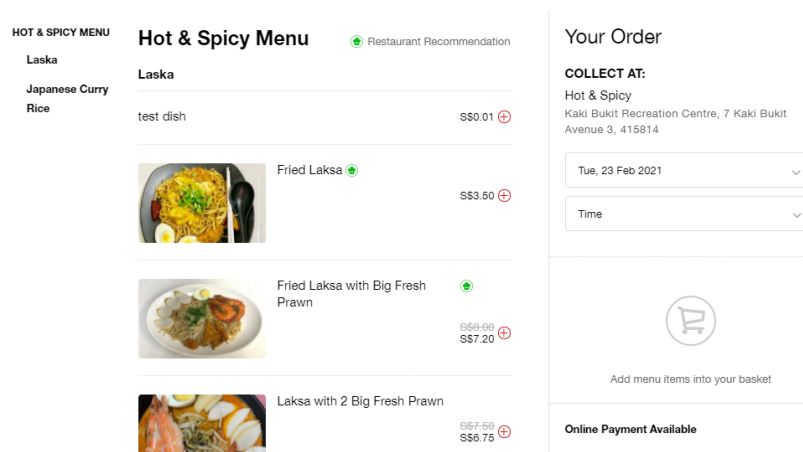 HOT & SPICY MENU
Laska
Japanese Curry
Rice
Hot & Spicy Menu
Restaurant Recommendation
Laska
test dish
S$0.01
Fried Laksa
S$3.50
Fried Laksa with Big Fresh
Prawn
S$8.00
S$7.20
Laksa with 2 Big Fresh Prawn
S$7.50
S$6.75
Your Order
COLLECT AT:
Hot & Spicy
Kaki Bukit Recreation Centre, 7 Kaki Bukit
Avenue 3, 415814
Tue, 23 Feb 2021
Time
Add menu items into your basket
Online Payment Available